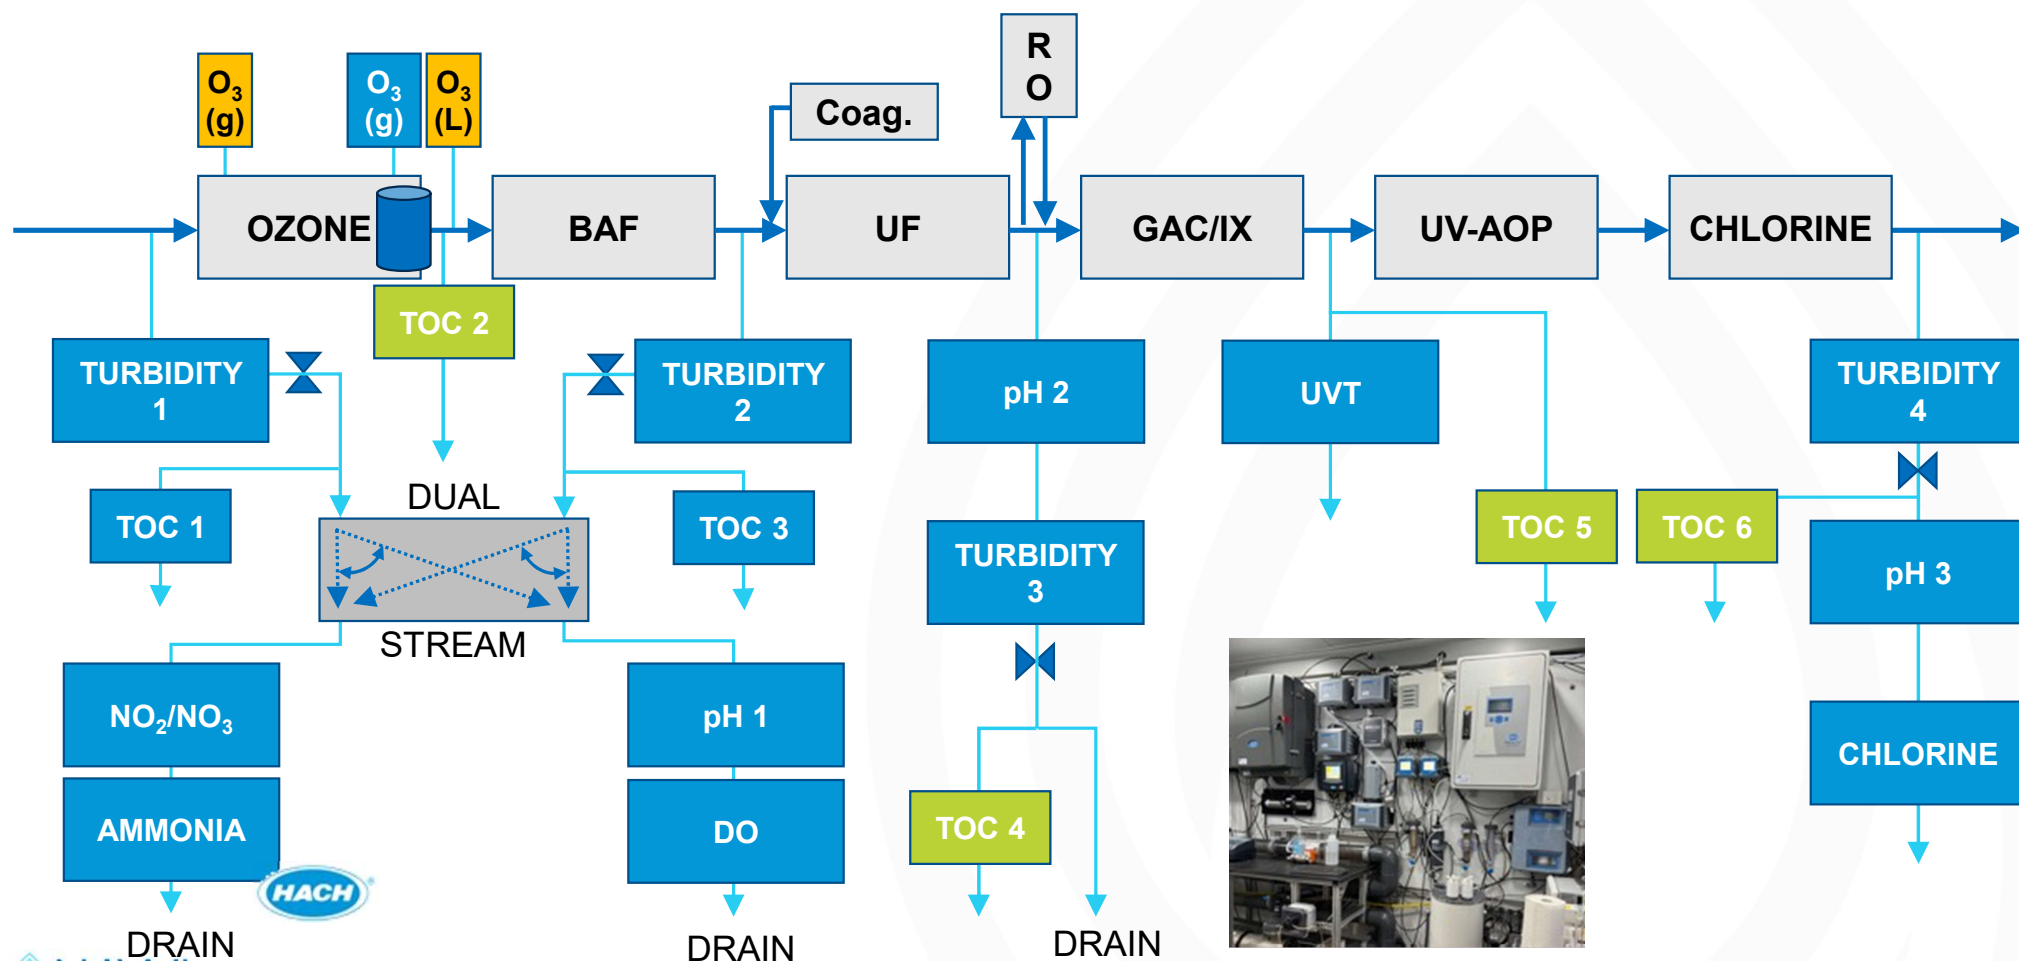 R
O
O3
(g)
O3
(g)
O3
(L)
Coag.
OZONE
BAF
UF
GAC/IX
UV-AOP
CHLORINE
TOC 2
TURBIDITY
1
TURBIDITY
2
pH 2
UVT
TURBIDITY
4
DUAL
TOC 1
TOC 3
TURBIDITY
3
TOC 5
TOC 6
pH 3
STREAM
NO2/NO3
pH 1
CHLORINE
AMMONIA
DO
TOC 4
HACH
DRAIN
DRAIN
DRAIN